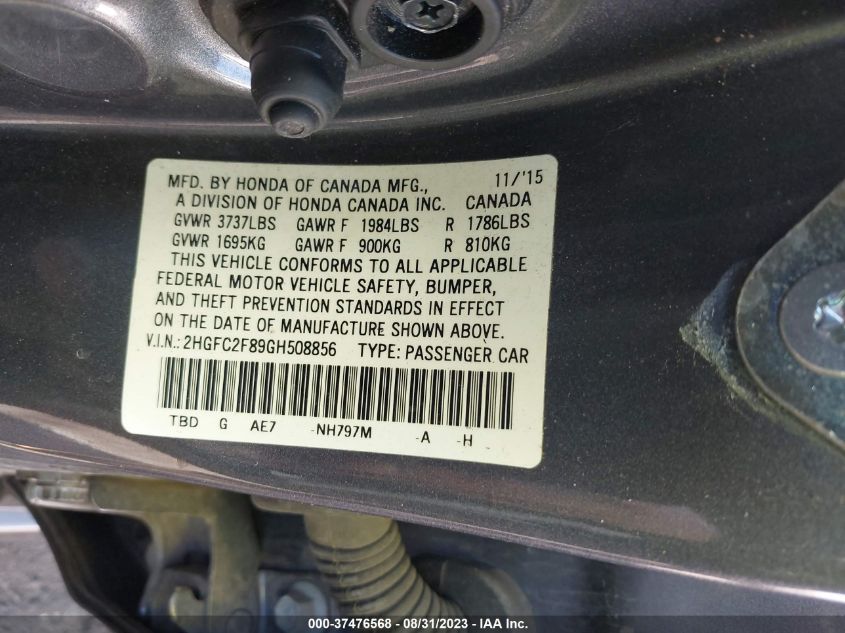 MFD. BY HONDA OF CANADA MFG., 11/'15
A DIVISION OF HONDA CANADA INC. CANADA
GVWR 3737LBS GAWR F 1984LBS R 1786LBS
GVWR 1695KG GAWR F 900KG R 810KG
THIS VEHICLE CONFORMS TO ALL APPLICABLE
FEDERAL MOTOR VEHICLE SAFETY, BUMPER,
AND THEFT PREVENTION STANDARDS IN EFFECT
ON THE DATE OF MANUFACTURE SHOWN ABOVE.
V.I.N.: 2HGFC2F89GH508856 TYPE: PASSENGER CAR
TBD G AE7 -NH797M -A -H
000-37476568 - 08/31/2023 - IAA Inc.